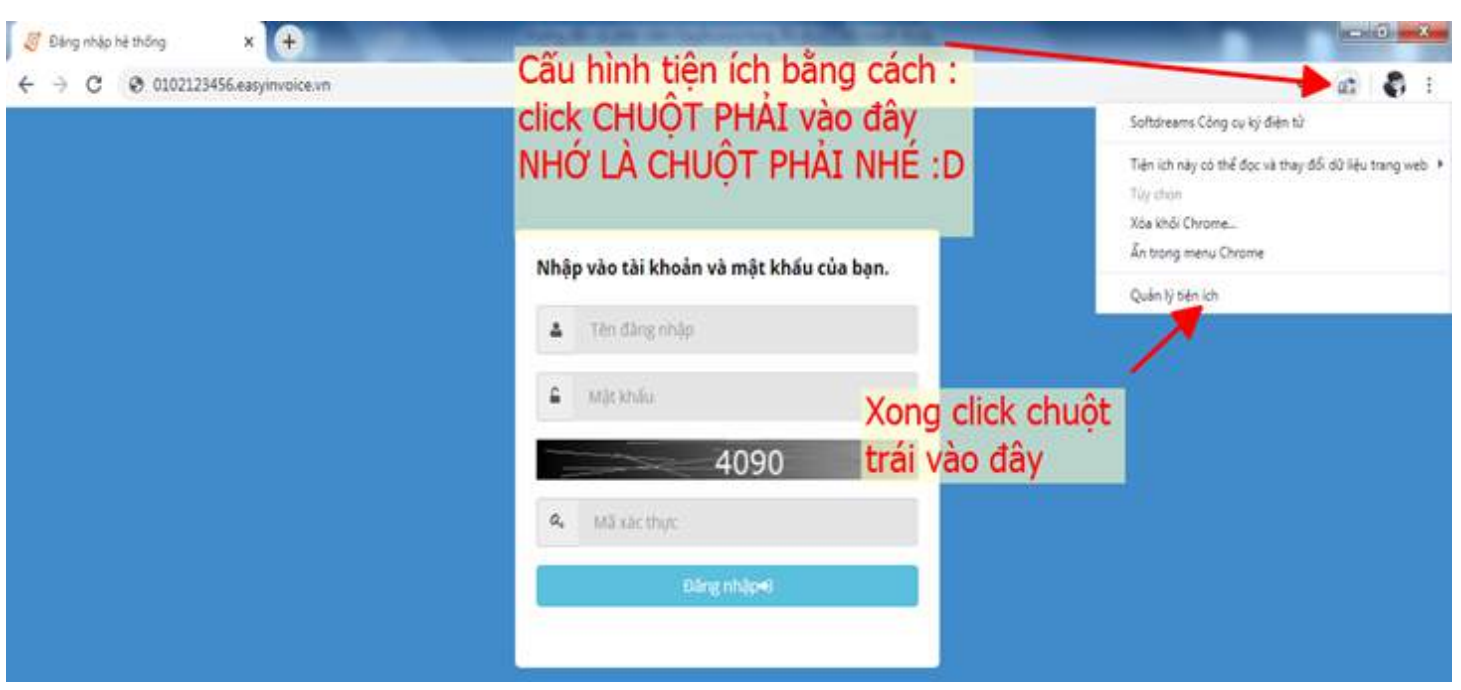 Đăng nhập hệ thống
0102123456.easyinvoice.vn
Cấu hình tiện ích bằng cách :
click CHUỘT PHẢI vào đây
NHỚ LÀ CHUỘT PHẢI NHÉ :D
Softdreams Công cụ ký điện tử
Tiện ích này có thể đọc và thay đổi dữ liệu trang web
Tùy chọn
Xóa khỏi Chrome...
Ẩn trong menu Chrome
Quản lý tiện ích
Nhập vào tài khoản và mật khẩu của bạn.
Tên đăng nhập
Mật khẩu
Xong click chuột
trái vào đây
4090
Mã xác thực
Đăng nhập